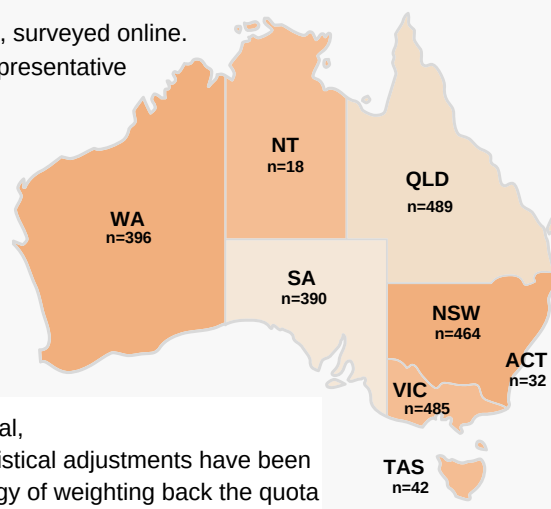 , surveyed online.
presentative
NT
n=18
QLD
n=489
WA
n=396
SA
n=390
NSW
n=464
ACT
n=32
VIC
n=485
al,
istical adjustments have been
gy of weighting back the quota
TAS
n=42